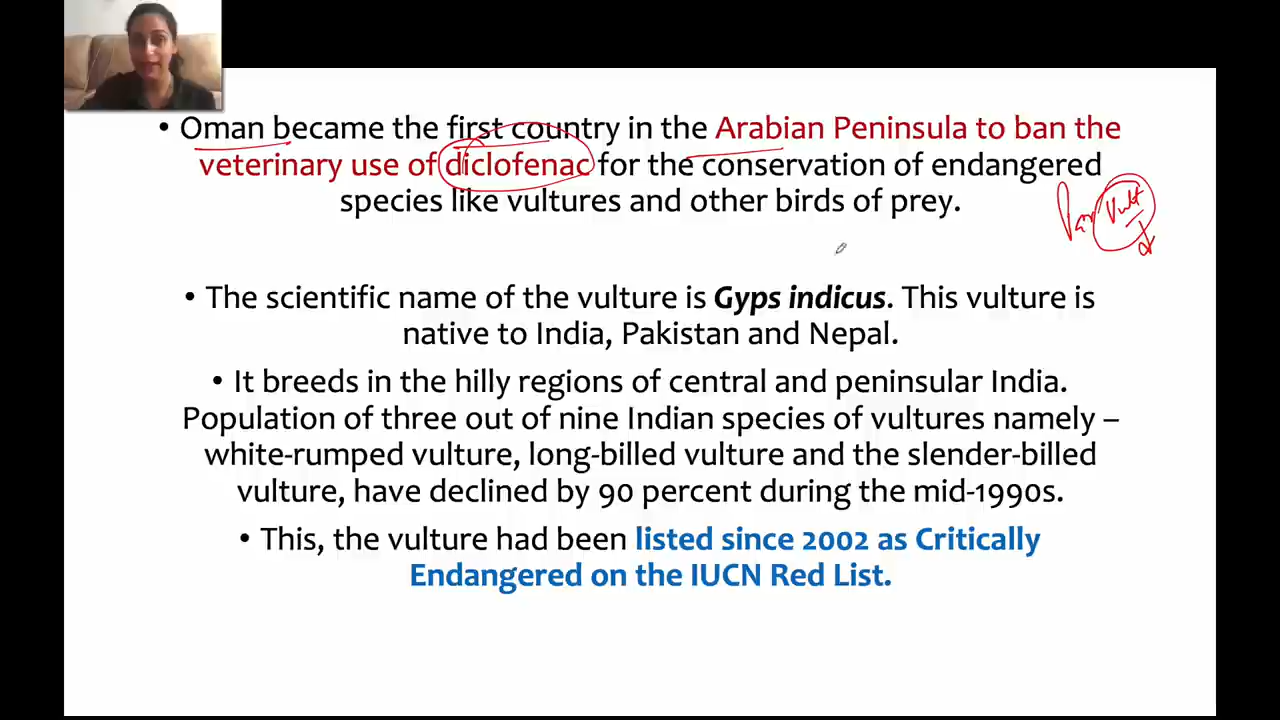 • Oman became the first country in the Arabian Peninsula to ban the
veterinary use of diclofenac for the conservation of endangered
species like vultures and other birds of prey.
Vult
• The scientific name of the vulture is Gyps indicus. This vulture is
native to India, Pakistan and Nepal.
• It breeds in the hilly regions of central and peninsular India.
Population of three out of nine Indian species of vultures namely –
white-rumped vulture, long-billed vulture and the slender-billed
vulture, have declined by 90 percent during the mid-1990s.
• This, the vulture had been listed since 2002 as Critically
Endangered on the IUCN Red List.